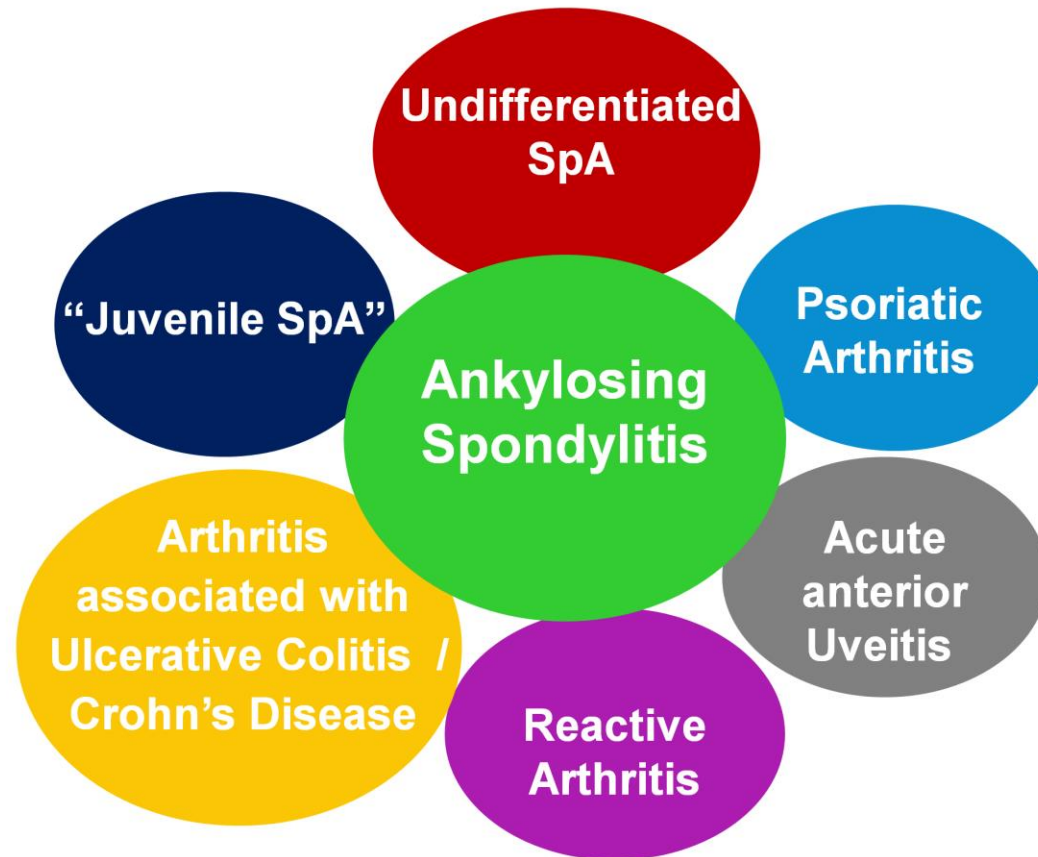 Undifferentiated
SpA
“Juvenile SpA”
Psoriatic
Arthritis
Ankylosing
Spondylitis
Arthritis
associated with
Ulcerative Colitis /
Crohn’s Disease
Acute
anterior
Uveitis
Reactive
Arthritis